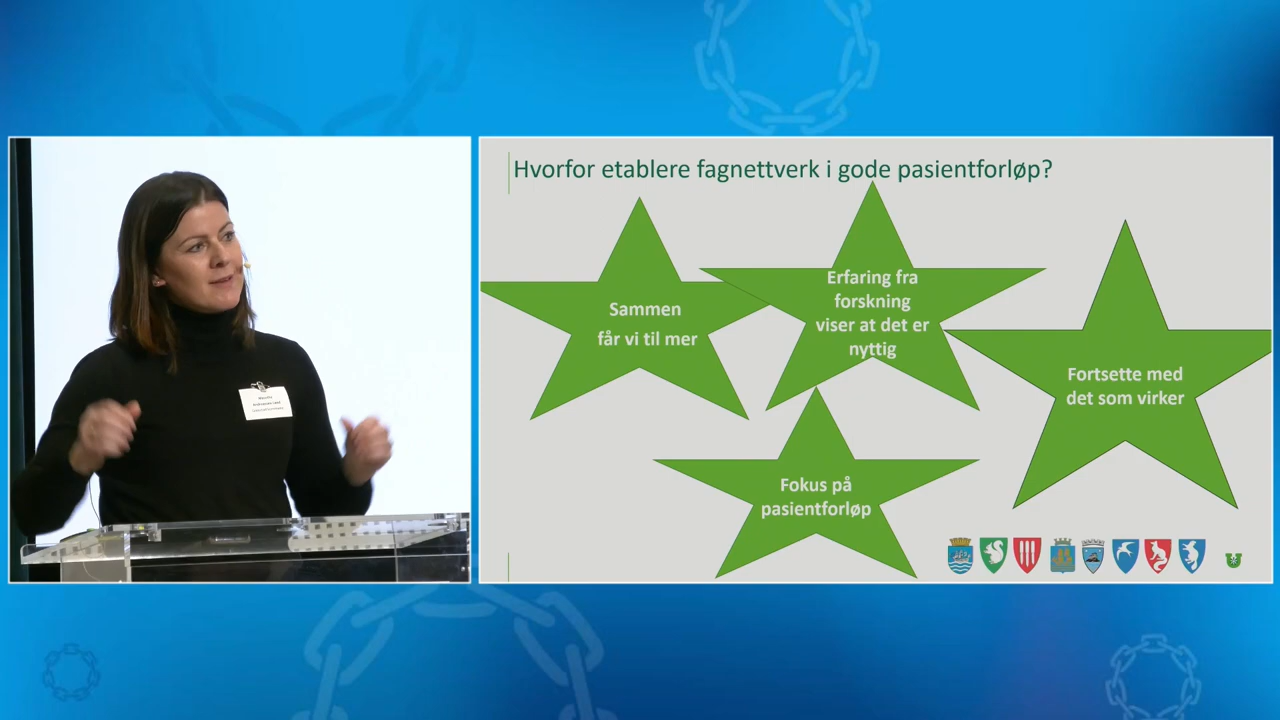 Hvorfor etablere fagnettverk i gode pasientforløp?
Sammen
får vi til mer
Erfaring fra
forskning
viser at det er
nyttig
Fortsette med
det som virker
Fokus på
pasientforløp